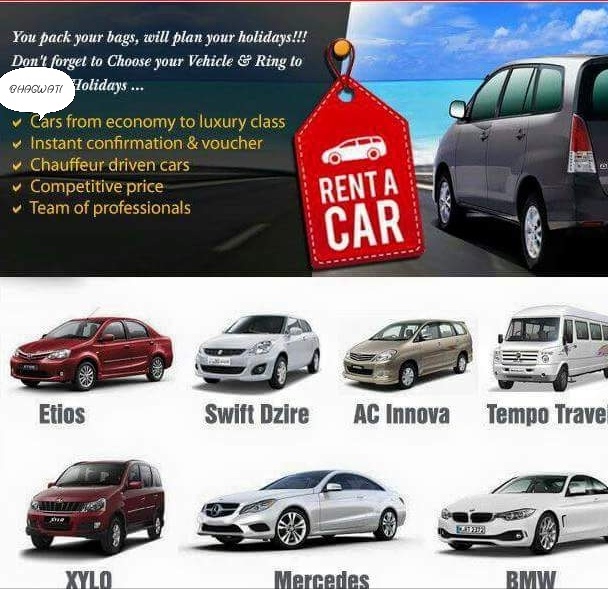 You pack your bags, will plan your holidays!!!
Don't forget to Choose your Vehicle & Ring to
BHAGWATI Holidays ...
Cars from economy to luxury class
Instant confirmation & voucher
Chauffeur driven cars
Competitive price
Team of professionals
RENT A
CAR
Etios
Swift Dzire
AC Innova
Tempo Travel
XYLO
Mercedes
BMW